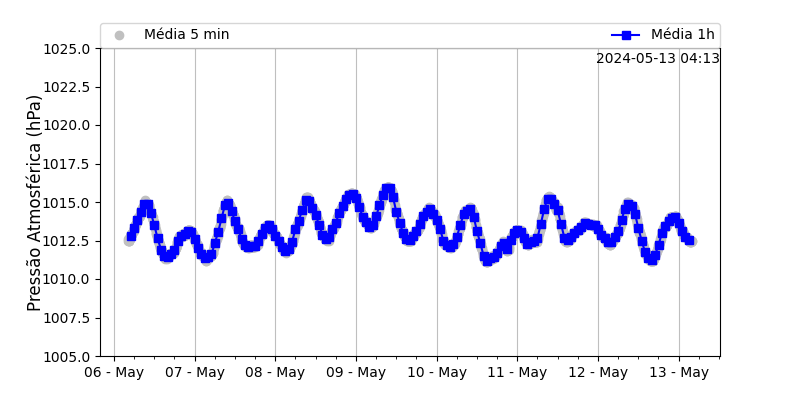 Média 5 min
Média 1h
2024-05-13 04:13
Pressão Atmosférica (hPa)
1025.0
1022.5
1020.0
1017.5
1015.0
1012.5
1010.0
1007.5
1005.0
06 - May
07 - May
08 - May
09 - May
10 - May
11 - May
12 - May
13 - May